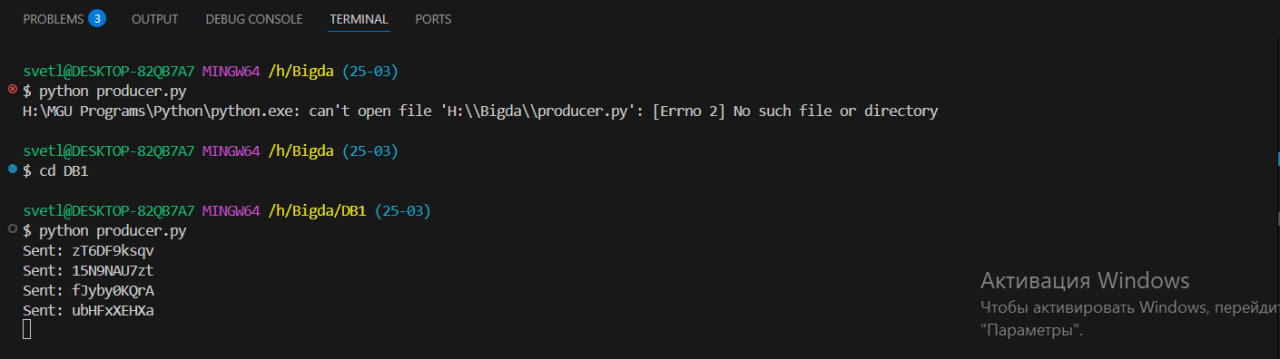 PROBLEMS 3 OUTPUT DEBUG CONSOLE TERMINAL PORTS
svetl@DESKTOP-82QB7A7 MINGW64 /h/Bigda (25-03)
$ python producer.py
H:\MGU Programs\Python\python.exe: can't open file 'H:\\Bigda\\producer.py': [Errno 2] No such file or directory
svetl@DESKTOP-82QB7A7 MINGW64 /h/Bigda (25-03)
$ cd DB1
svetl@DESKTOP-82QB7A7 MINGW64 /h/Bigda/DB1 (25-03)
$ python producer.py
Sent: zT6DF9ksqv
Sent: 15N9NAU7zt
Sent: fJyby0KQrA
Sent: ubHFxXEHXa
Активация Windows
Чтобы активировать Windows, перейдит
"Параметры".